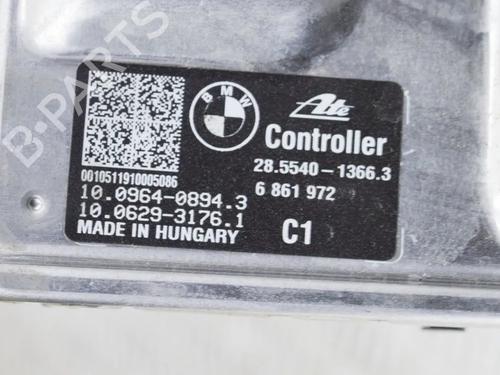 BMW
Ate
Controller
28.5540-1366.3
6 861 972
0010511910005086
10.0964-0894.3
10.0629-3176.1
MADE IN HUNGARY
C1
B-PARTS